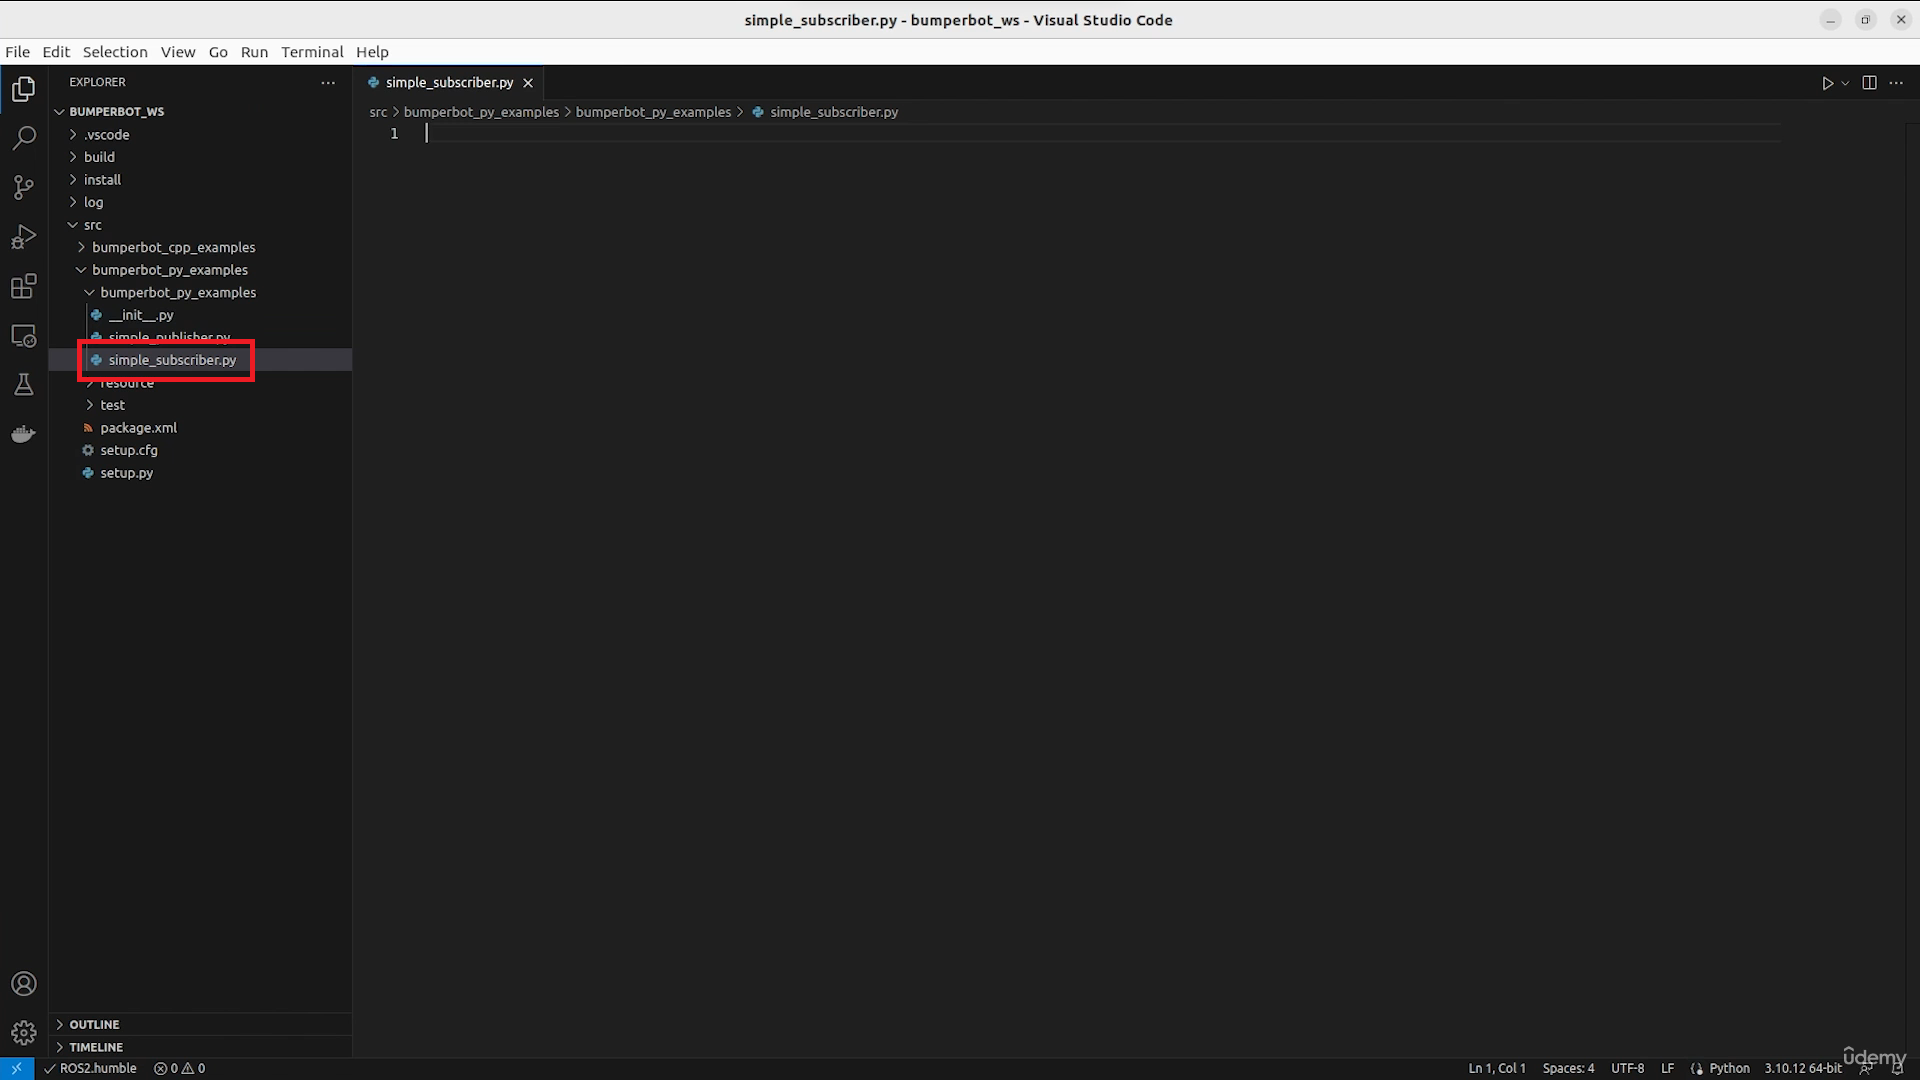 simple_subscriber.py - bumperbot_ws - Visual Studio Code
File Edit Selection View Go Run Terminal Help
EXPLORER
simple_subscriber.py
BUMPERBOT_WS
src > bumperbot_py_examples > bumperbot_py_examples > simple_subscriber.py
1
.vscode
build
install
log
src
bumperbot_cpp_examples
bumperbot_py_examples
bumperbot_py_examples
__init__.py
simple_publisher.py
simple_subscriber.py
resource
test
package.xml
setup.cfg
setup.py
OUTLINE
TIMELINE
ROS2.humble 0 0 Ln 1, Col 1 Spaces: 4 UTF-8 LF Python 3.10.12 64-bit
udemy